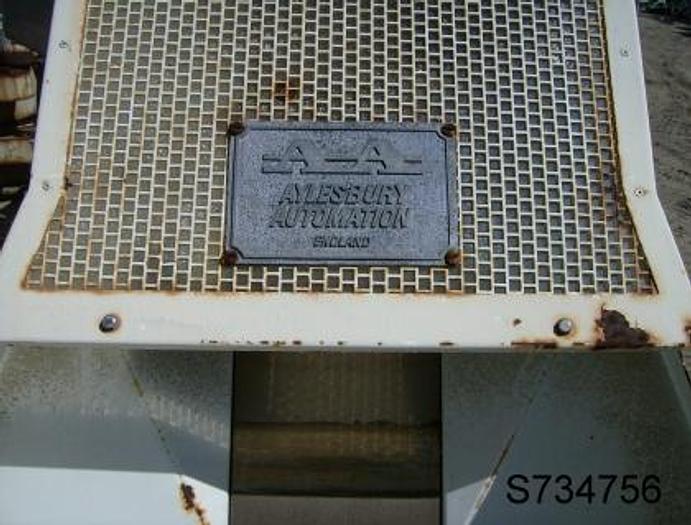 -A-A-
AYLESBURY
AUTOMATION
ENGLAND
S734756